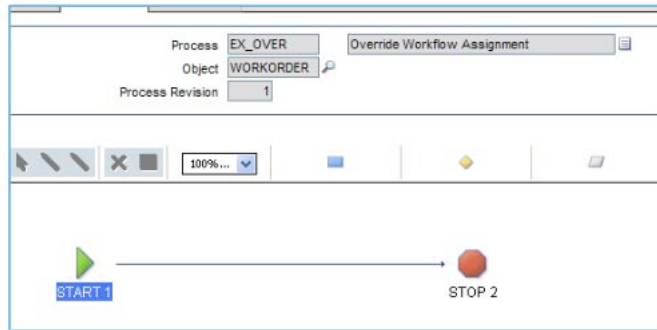 Process EX_OVER Override Workflow Assignment
Object WORKORDER
Process Revision 1
100%...
START 1
STOP 2